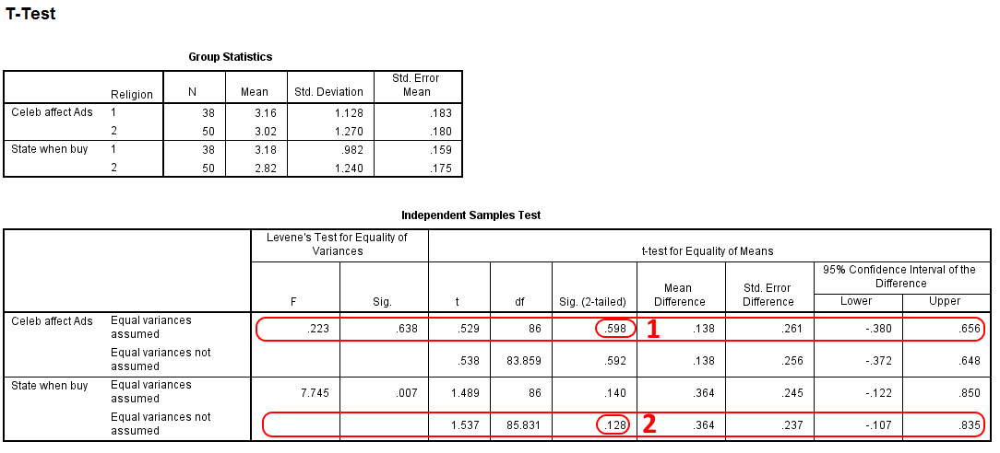 T-Test
Group Statistics
Religion N Mean Std. Deviation Std. Error Mean
Celeb affect Ads 1 38 3.16 1.128 .183
2 50 3.02 1.270 .180
State when buy 1 38 3.18 .982 .159
2 50 2.82 1.240 .175
Independent Samples Test
Levene's Test for Equality of Variances t-test for Equality of Means
95% Confidence Interval of the Difference
F Sig. t df Sig. (2-tailed) Mean Difference Std. Error Difference Lower Upper
Celeb affect Ads Equal variances assumed .223 .638 .529 86 .598 1 .138 .261 -.380 .656
Equal variances not assumed .538 83.859 .592 .138 .256 -.372 .648
State when buy Equal variances assumed 7.745 .007 1.489 86 .140 .364 .245 -.122 .850
Equal variances not assumed 1.537 85.831 .128 2 .364 .237 -.107 .835